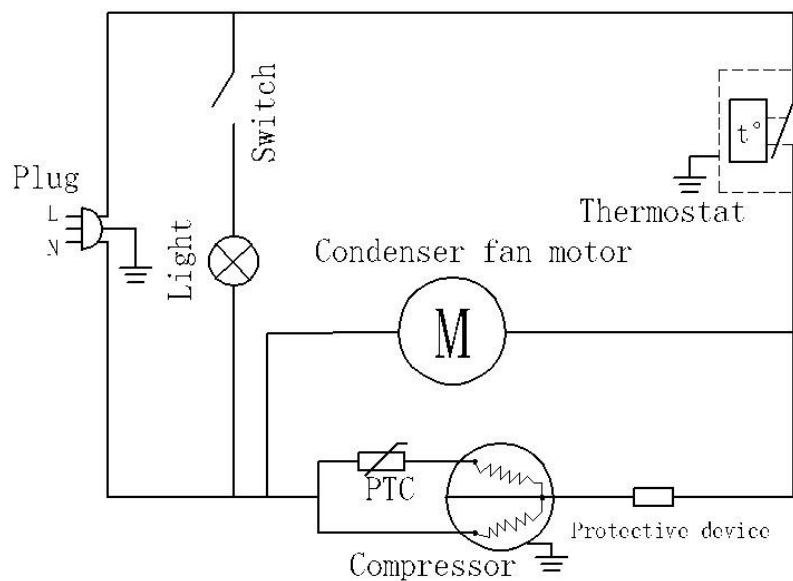 Switch
t°
Plug
L
N
Thermostat
Light
Condenser fan motor
M
PTC
Protective device
Compressor